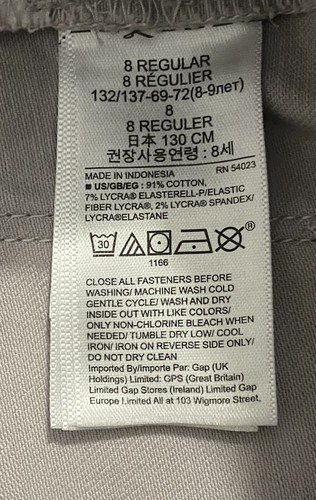 8 REGULAR
8 RÉGULIER
132/137-69-72(8-9лет)
8
8 REGULER
日本 130 CM
권장사용연령 : 8세
MADE IN INDONESIA RN 54023
■ US/GB/EG : 91% COTTON,
7% LYCRA® ELASTERELL-P/ELASTIC
FIBER LYCRA®, 2% LYCRA® SPANDEX/
LYCRA®ELASTANE
30 ®
1166
CLOSE ALL FASTENERS BEFORE
WASHING/ MACHINE WASH COLD
GENTLE CYCLE/ WASH AND DRY
INSIDE OUT WITH LIKE COLORS/
ONLY NON-CHLORINE BLEACH WHEN
NEEDED/ TUMBLE DRY LOW/ COOL
IRON/ IRON ON REVERSE SIDE ONLY/
DO NOT DRY CLEAN
Imported By/Importe Par: Gap (UK
Holdings) Limited: GPS (Great Britain)
Limited Gap Stores (Ireland) Limited Gap
Europe Limited All at 103 Wigmore Street,